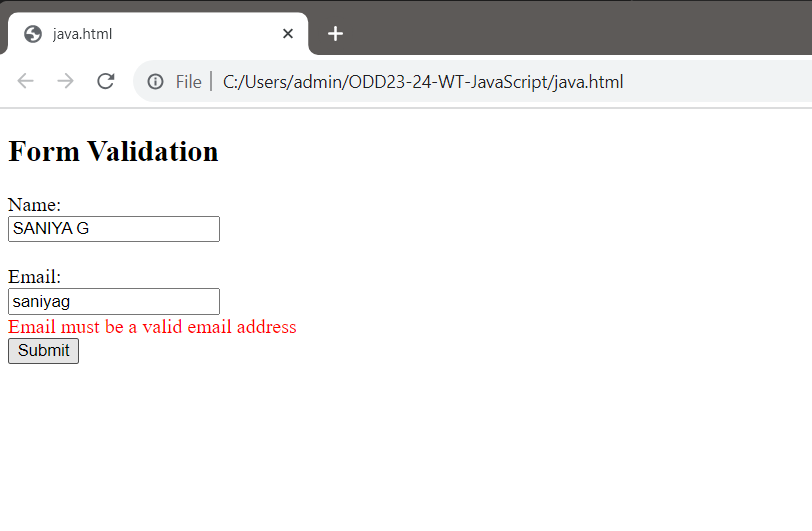 java.html
File | C:/Users/admin/ODD23-24-WT-JavaScript/java.html
Form Validation
Name:
SANIYA G
Email:
saniyag
Email must be a valid email address
Submit